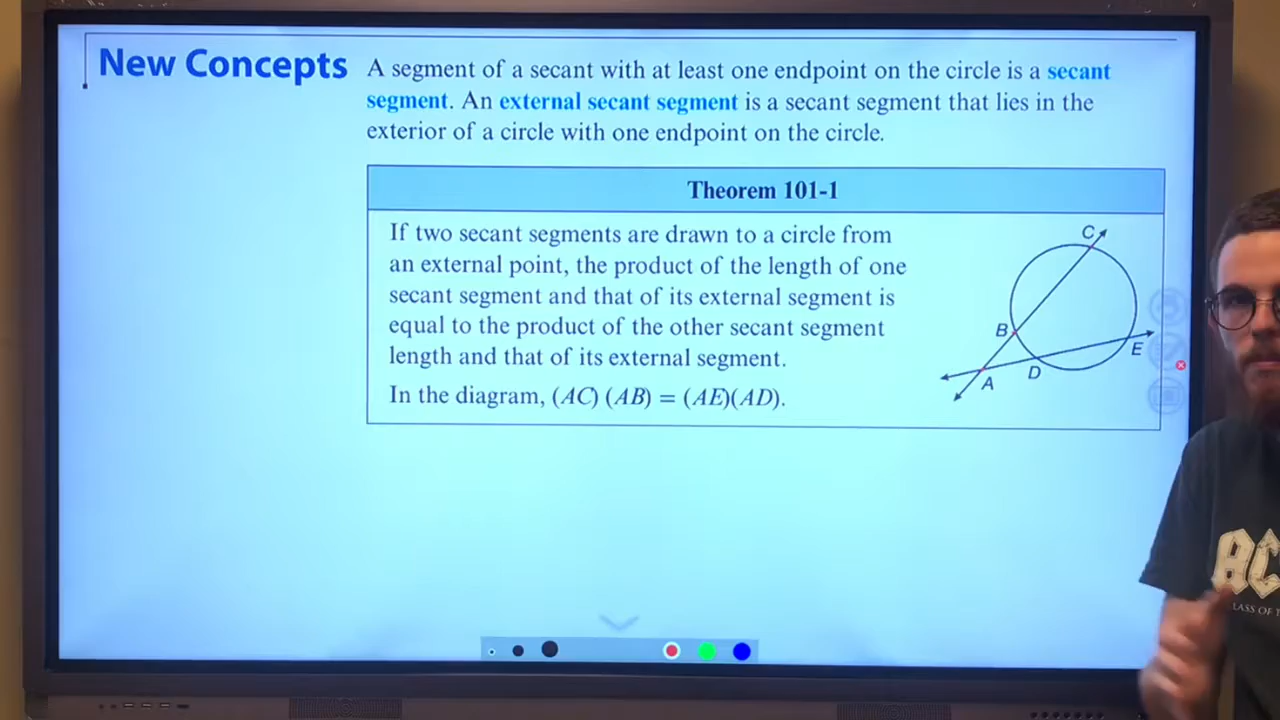 New Concepts A segment of a secant with at least one endpoint on the circle is a secant
segment. An external secant segment is a secant segment that lies in the
exterior of a circle with one endpoint on the circle.
Theorem 101-1
If two secant segments are drawn to a circle from
an external point, the product of the length of one
secant segment and that of its external segment is
equal to the product of the other secant segment
length and that of its external segment.
In the diagram, (AC) (AB) = (AE)(AD).
C
B
E
D
A
AC
LASS OF